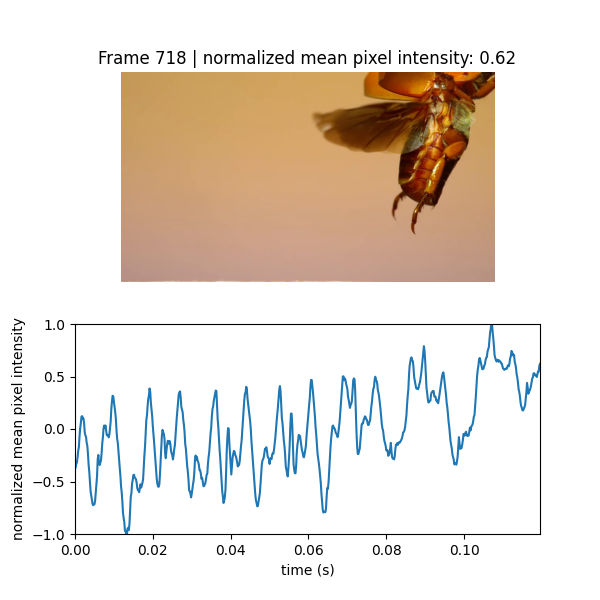 Frame 718 | normalized mean pixel intensity: 0.62
normalized mean pixel intensity
1.0
0.5
0.0
−0.5
−1.0
0.00 0.02 0.04 0.06 0.08 0.10
time (s)